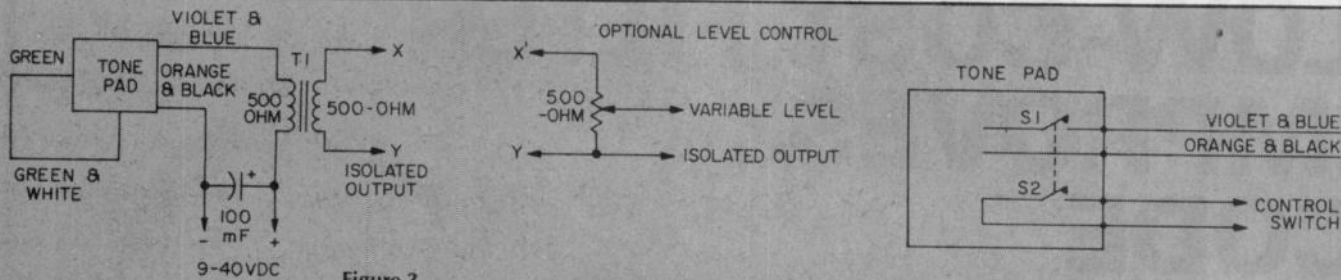 VIOLET &
BLUE
GREEN
TONE
PAD
ORANGE
& BLACK
T1
X
500
OHM
500-OHM
Y
ISOLATED
OUTPUT
GREEN &
WHITE
+
100
mF
- +
9-40VDC
Figure 2
OPTIONAL LEVEL CONTROL
X'
500
-OHM
VARIABLE LEVEL
Y
ISOLATED OUTPUT
TONE PAD
S1
VIOLET & BLUE
ORANGE & BLACK
S2
CONTROL
SWITCH